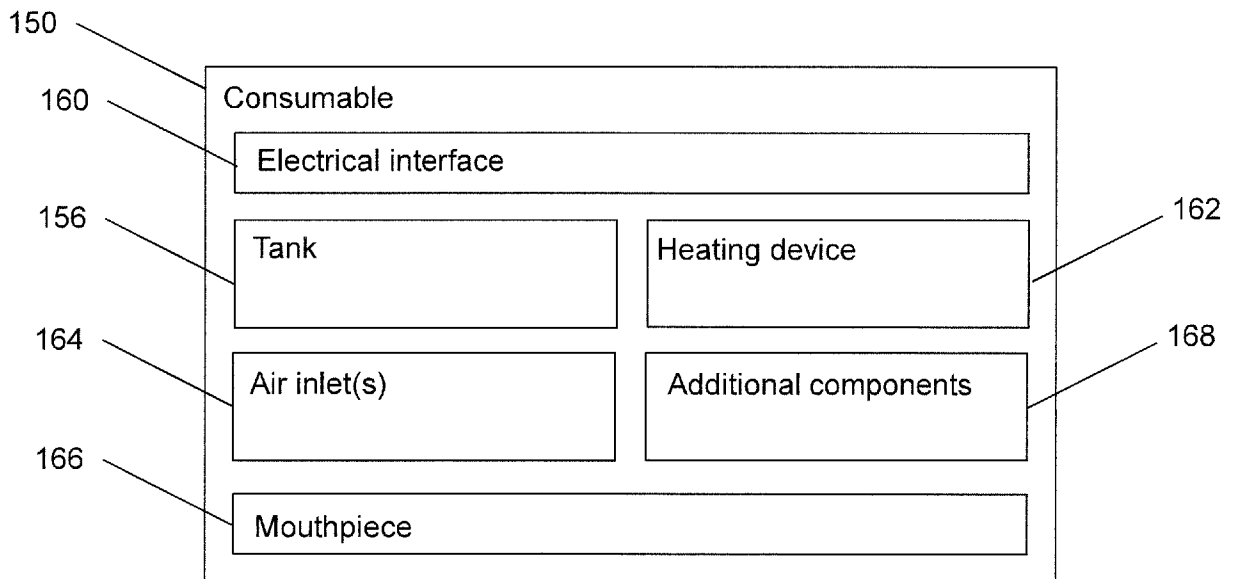 150
Consumable
160
Electrical interface
156
162
Tank
Heating device
164
168
Air inlet(s)
Additional components
166
Mouthpiece